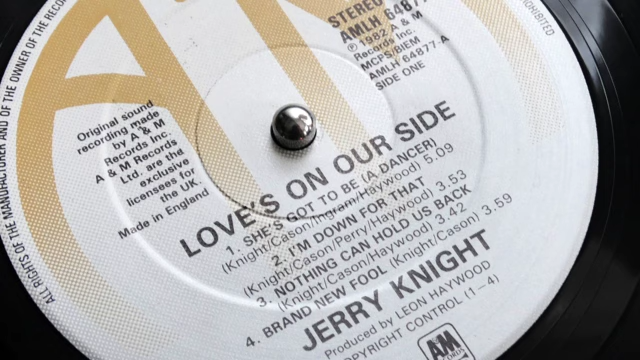 ALL RIGHTS OF THE MANUFACTURER AND OF THE OWNER OF THE
STEREO
AMLH 64877
℗ 1982 A & M
Records Inc.
MCPS/BIEM
AMLH 64877-A
SIDE ONE
Original sound
recording made
by A & M
Records Inc.
A & M Records
Ltd. are the
exclusive
licensees for
the UK.
Made in England
LOVE'S ON OUR SIDE
1. SHE'S GOT TO BE (A DANCER)
(Knight/Cason/Ingram/Haywood) 5.09
2. I'M DOWN FOR THAT
(Knight/Cason/Perry/Haywood) 3.53
3. NOTHING CAN HOLD US BACK
(Knight/Cason/Haywood) 3.42
4. BRAND NEW FOOL (Knight/Cason) 3.59
JERRY KNIGHT
Produced by LEON HAYWOOD
COPYRIGHT CONTROL (1–4)
AM